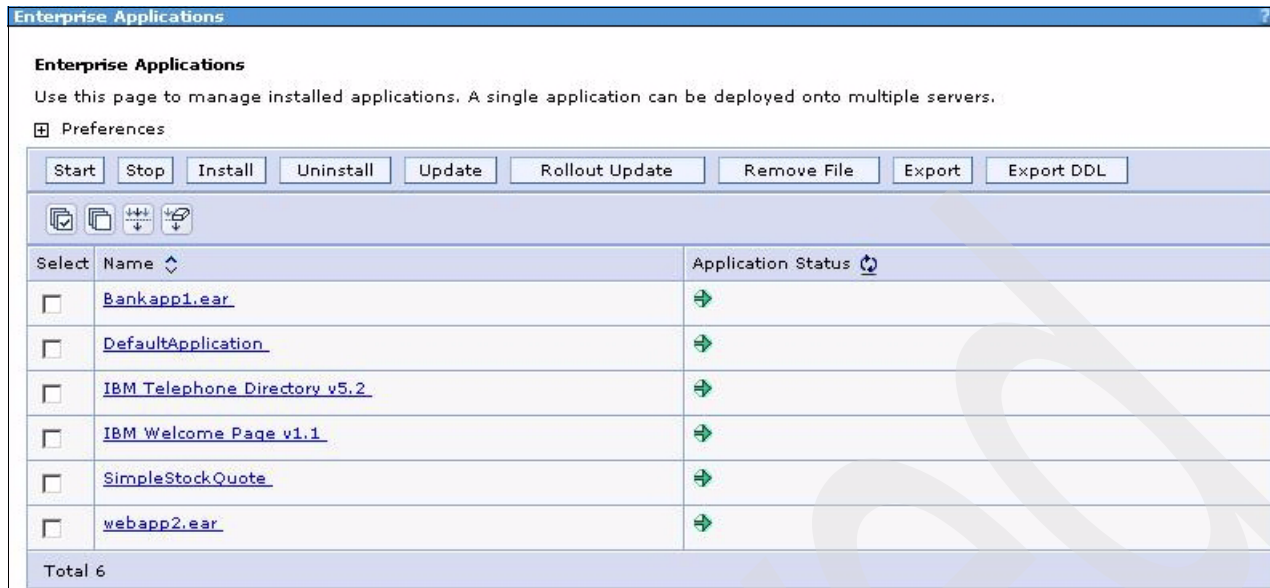 Enterprise Applications ?
Enterprise Applications
Use this page to manage installed applications. A single application can be deployed onto multiple servers.
Preferences
Start Stop Install Uninstall Update Rollout Update Remove File Export Export DDL
Select Name Application Status
Bankapp1.ear
DefaultApplication
IBM Telephone Directory v5.2
IBM Welcome Page v1.1
SimpleStockQuote
webapp2.ear
Total 6